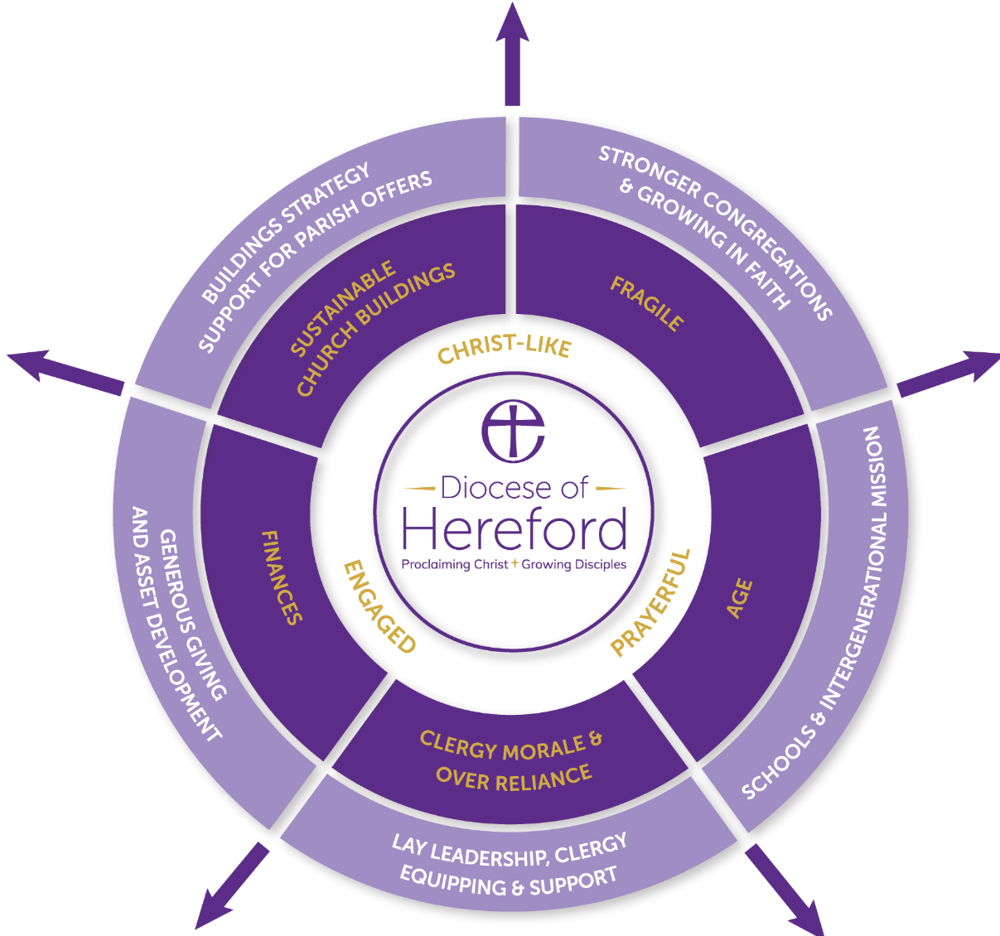 BUILDINGS STRATEGY
SUPPORT FOR PARISH OFFERS
STRONGER CONGREGATIONS
& GROWING IN FAITH
SUSTAINABLE
CHURCH BUILDINGS
FRAGILE
CHRIST-LIKE
Diocese of
Hereford
Proclaiming Christ + Growing Disciples
ENGAGED
PRAYERFUL
FINANCES
AGE
GENEROUS GIVING
AND ASSET DEVELOPMENT
SCHOOLS & INTERGENERATIONAL MISSION
CLERGY MORALE &
OVER RELIANCE
LAY LEADERSHIP, CLERGY
EQUIPPING & SUPPORT